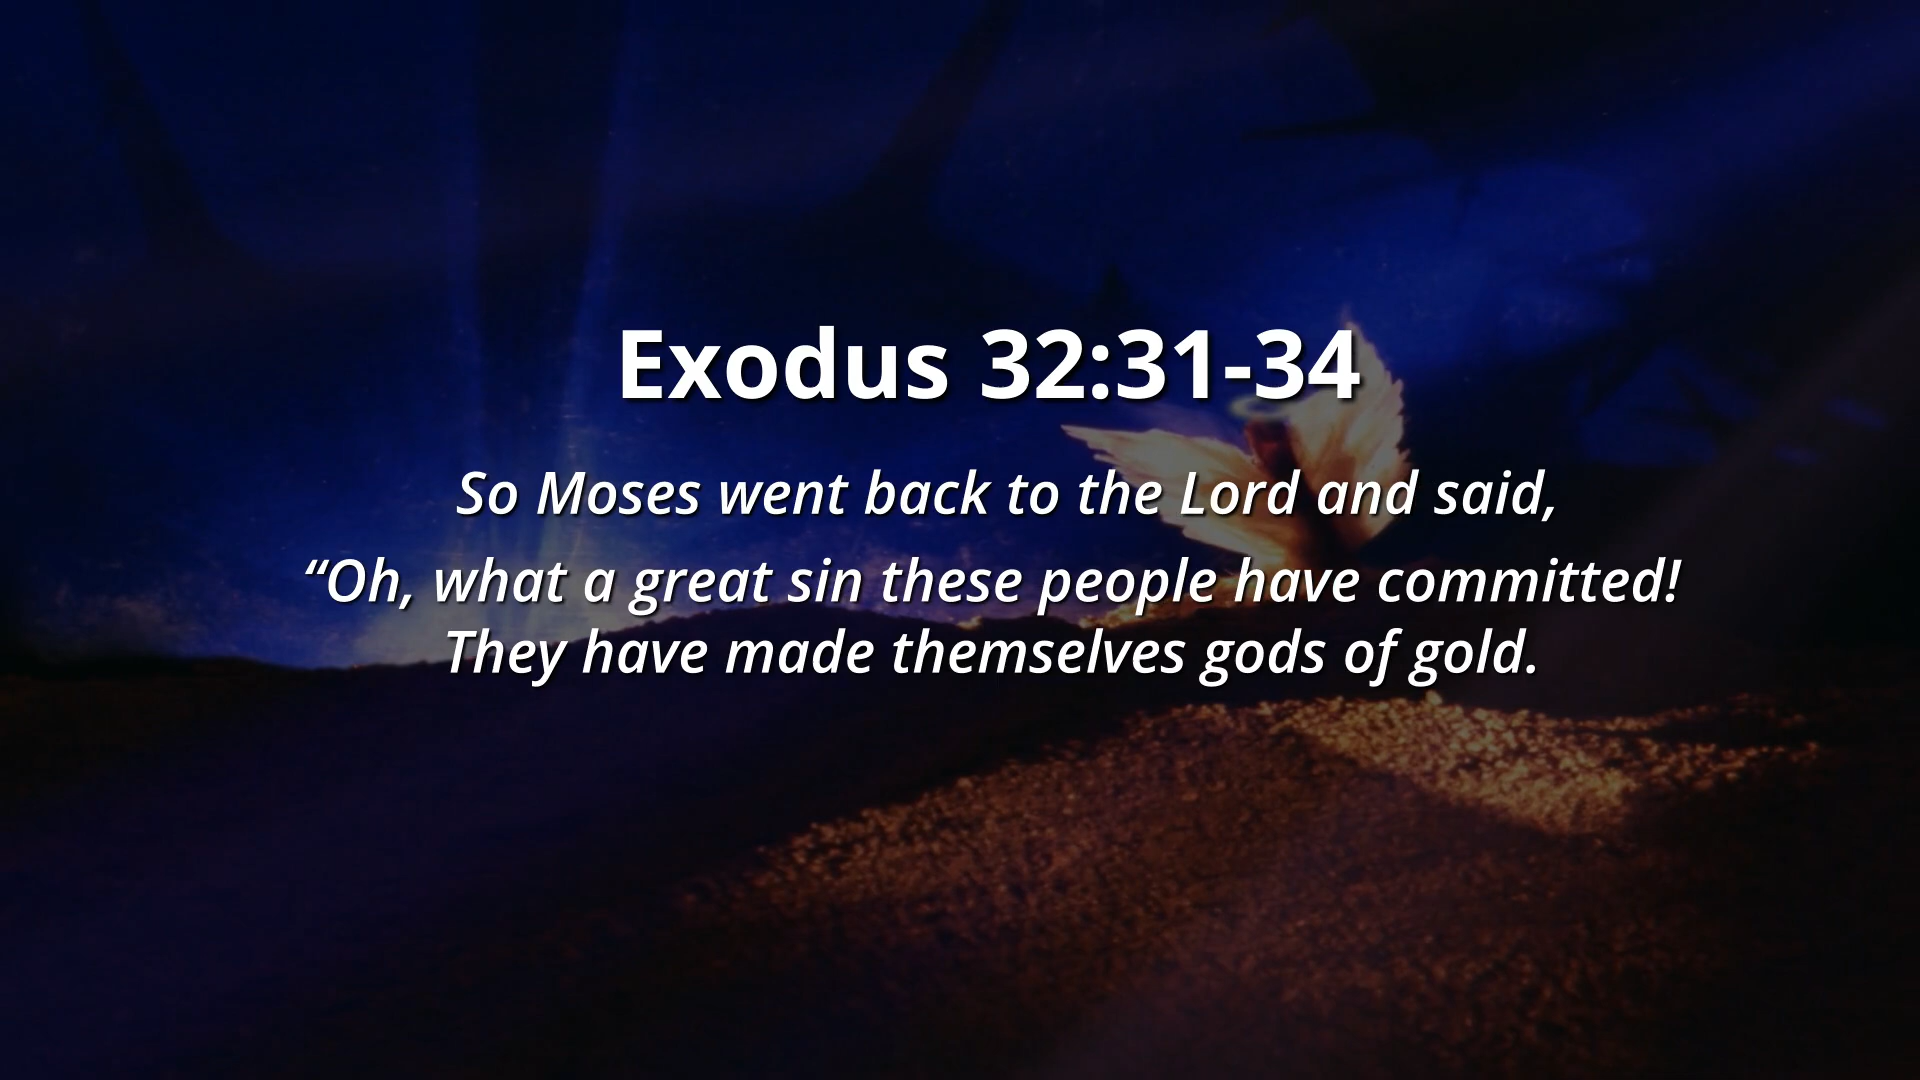 Exodus 32:31-34
So Moses went back to the Lord and said,
“Oh, what a great sin these people have committed!
They have made themselves gods of gold.